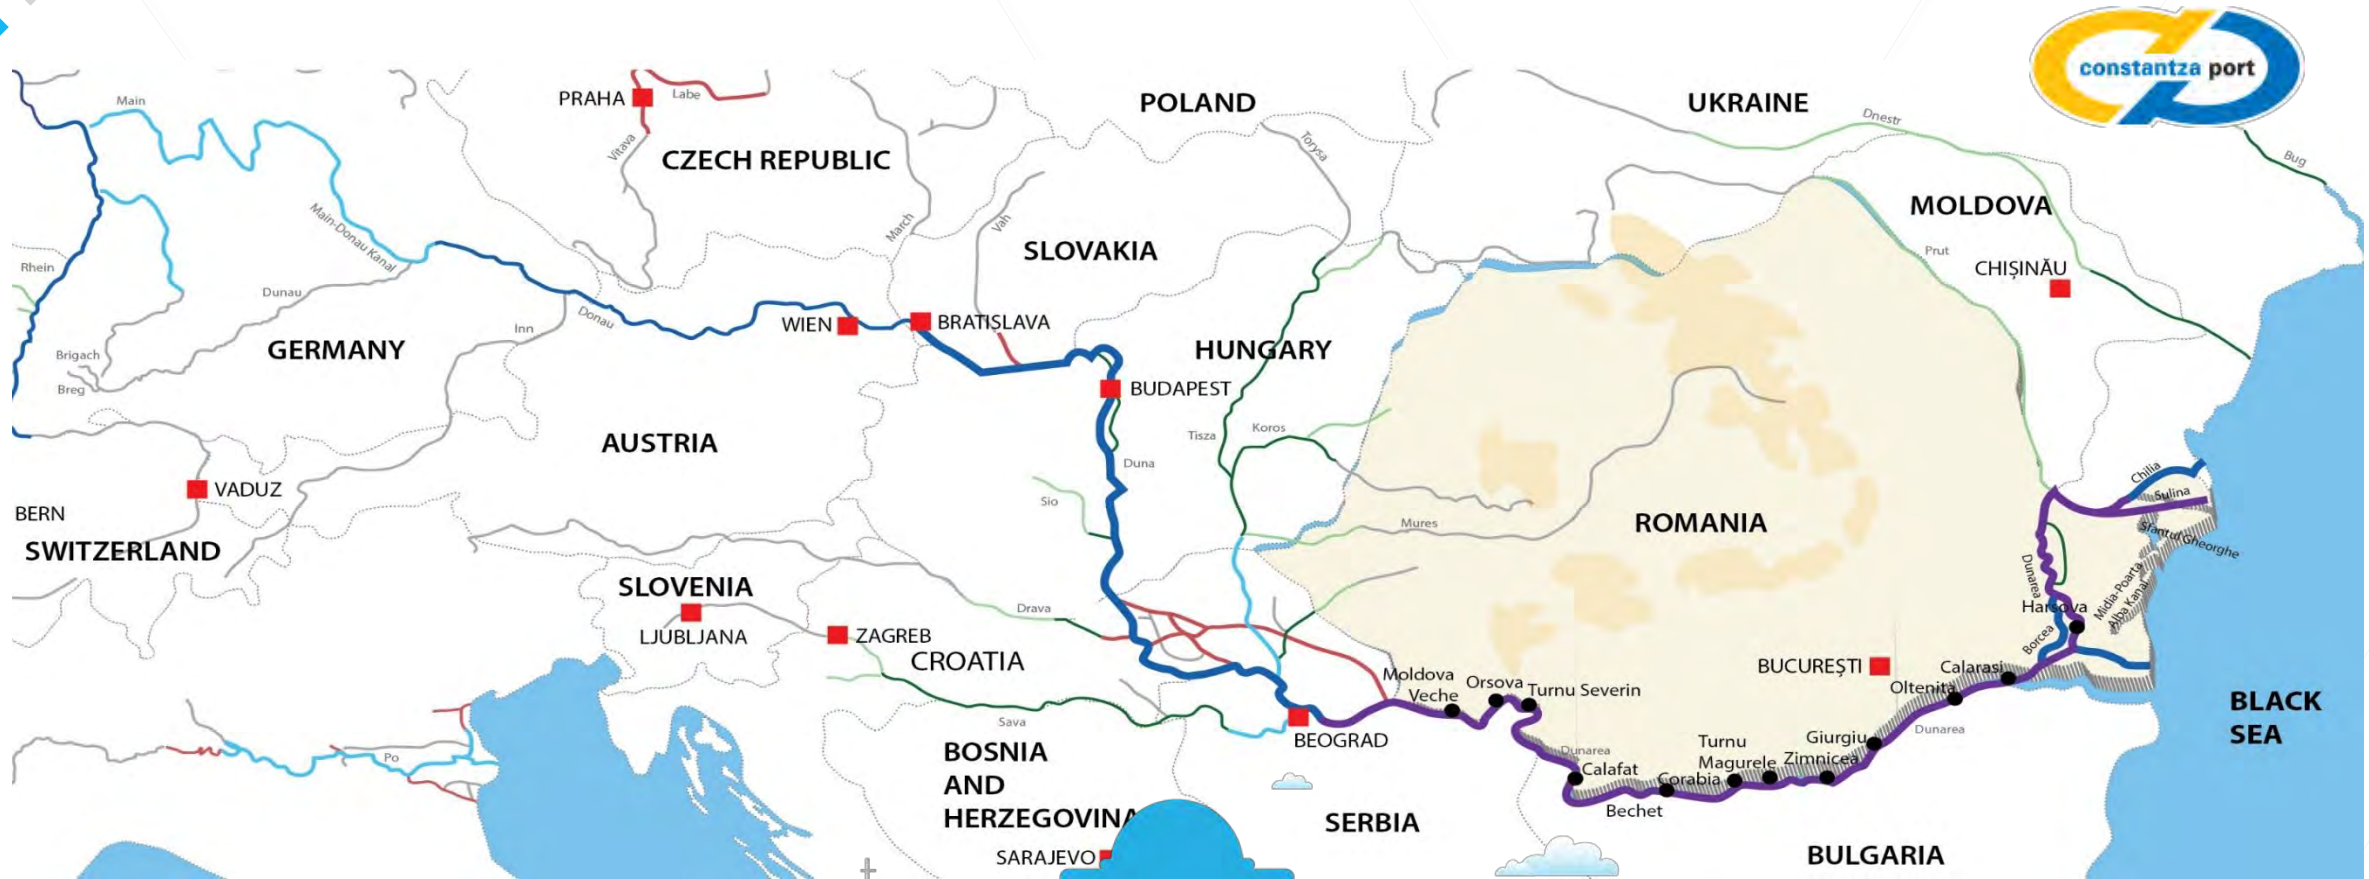 constantza port
Main
PRAHA
Labe
POLAND
UKRAINE
Dnestr
Bug
Vltava
CZECH REPUBLIC
Torysa
MOLDOVA
Main-Donau Kanal
March
Vah
SLOVAKIA
Prut
CHIȘINĂU
Rhein
Dunau
Donau
Inn
WIEN
BRATISLAVA
GERMANY
HUNGARY
Brigach
Breg
BUDAPEST
AUSTRIA
Tisza
Koros
Duna
VADUZ
Sio
BERN
SWITZERLAND
Mures
ROMANIA
Chilia
Sulina
Sfantul Gheorghe
SLOVENIA
LJUBLJANA
Drava
ZAGREB
CROATIA
Dunarea
Harsova
Midia-Poarta
Alba Kanal
Borcea
BUCUREȘTI
Calarasi
Oltenita
Moldova
Veche
Orsova
Turnu Severin
Sava
BEOGRAD
Dunarea
Calafat
Corabia
Bechet
Turnu
Magurele
Zimnicea
Giurgiu
Dunarea
BLACK
SEA
Po
BOSNIA
AND
HERZEGOVINA
SARAJEVO
SERBIA
BULGARIA